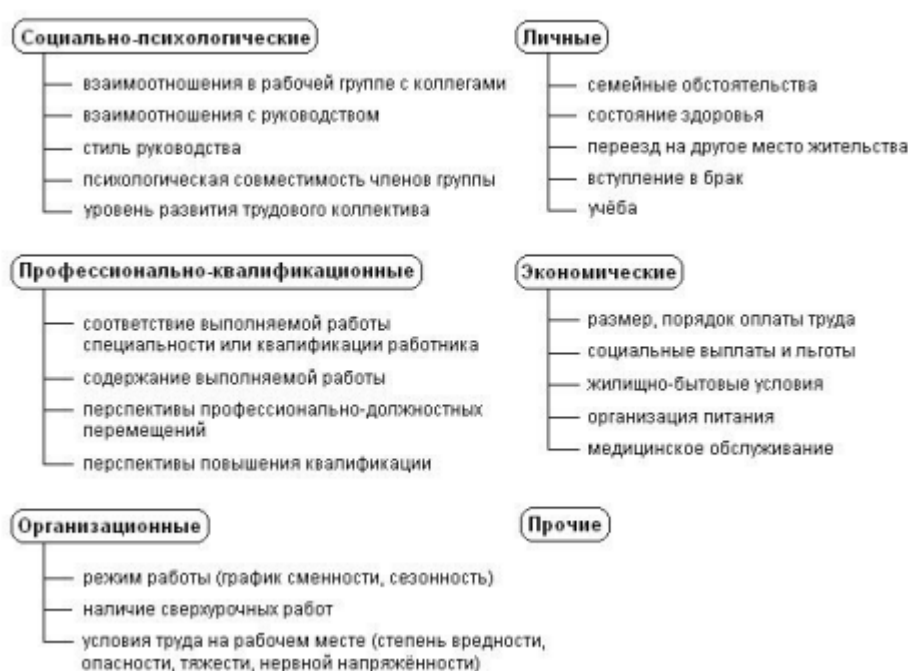 Социально-психологические
взаимоотношения в рабочей группе с коллегами
взаимоотношения с руководством
стиль руководства
психологическая совместимость членов группы
уровень развития трудового коллектива
Личные
семейные обстоятельства
состояние здоровья
переезд на другое место жительства
вступление в брак
учёба
Профессионально-квалификационные
соответствие выполняемой работы
специальности или квалификации работника
содержание выполняемой работы
перспективы профессионально-должностных
перемещений
перспективы повышения квалификации
Экономические
размер, порядок оплаты труда
социальные выплаты и льготы
жилищно-бытовые условия
организация питания
медицинское обслуживание
Организационные
режим работы (график сменности, сезонность)
наличие сверхурочных работ
условия труда на рабочем месте (степень вредности,
опасности, тяжести, нервной напряжённости)
Прочие